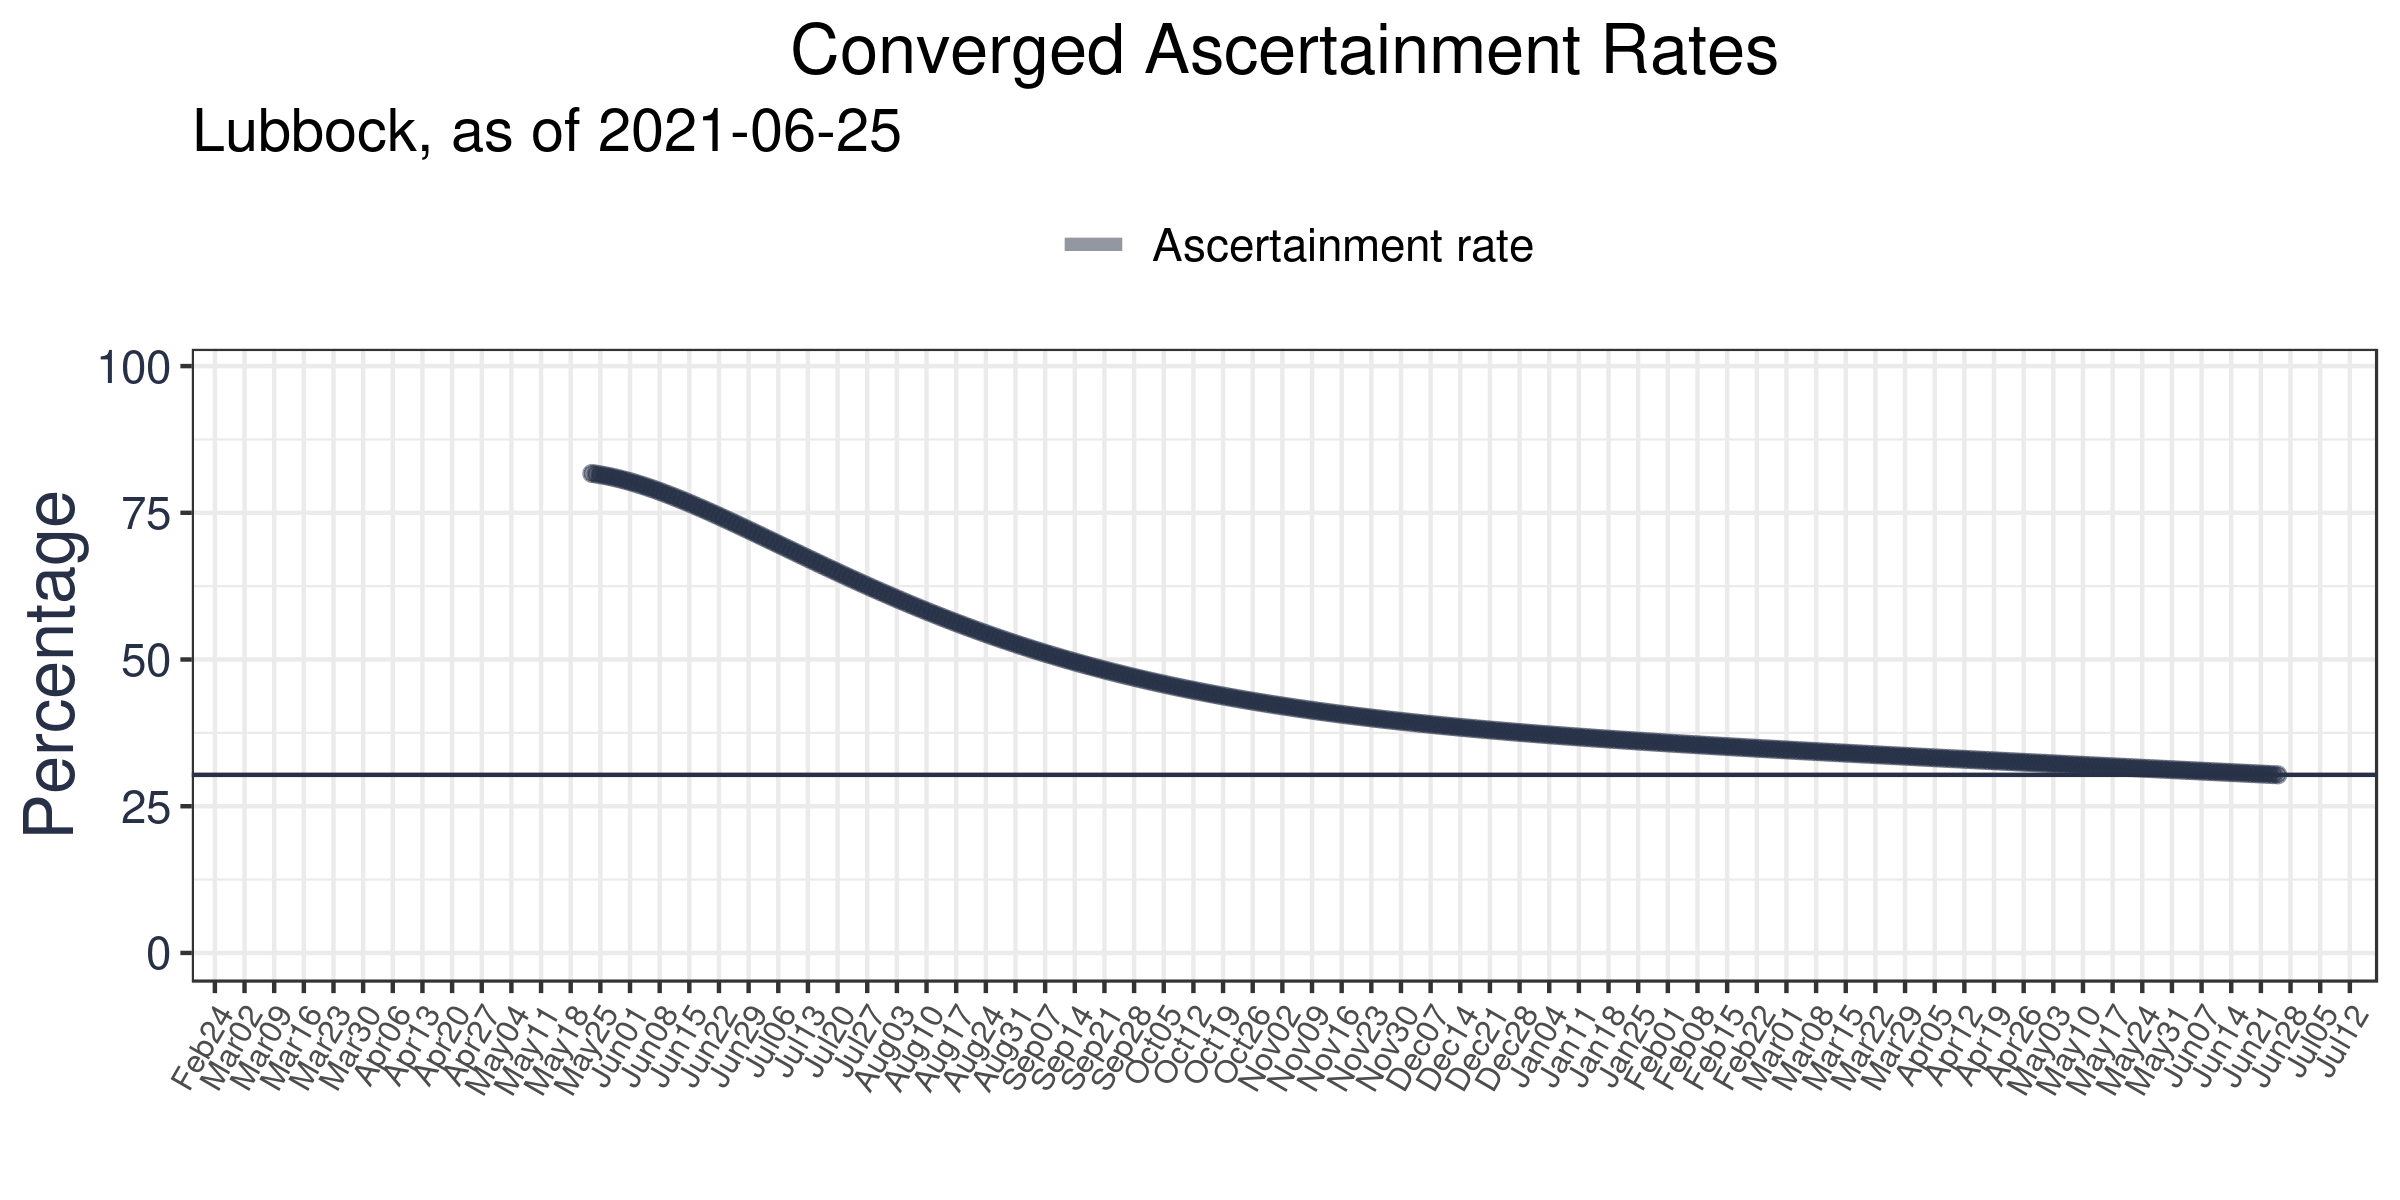 Converged Ascertainment Rates
Lubbock, as of 2021-06-25
Ascertainment rate
Percentage
100
75
50
25
0
Feb24
Mar02
Mar09
Mar16
Mar23
Mar30
Apr06
Apr13
Apr20
Apr27
May04
May11
May18
May25
Jun01
Jun08
Jun15
Jun22
Jun29
Jul06
Jul13
Jul20
Jul27
Aug03
Aug10
Aug17
Aug24
Aug31
Sep07
Sep14
Sep21
Sep28
Oct05
Oct12
Oct19
Oct26
Nov02
Nov09
Nov16
Nov23
Nov30
Dec07
Dec14
Dec21
Dec28
Jan04
Jan11
Jan18
Jan25
Feb01
Feb08
Feb15
Feb22
Mar01
Mar08
Mar15
Mar22
Mar29
Apr05
Apr12
Apr19
Apr26
May03
May10
May17
May24
May31
Jun07
Jun14
Jun21
Jun28
Jul05
Jul12